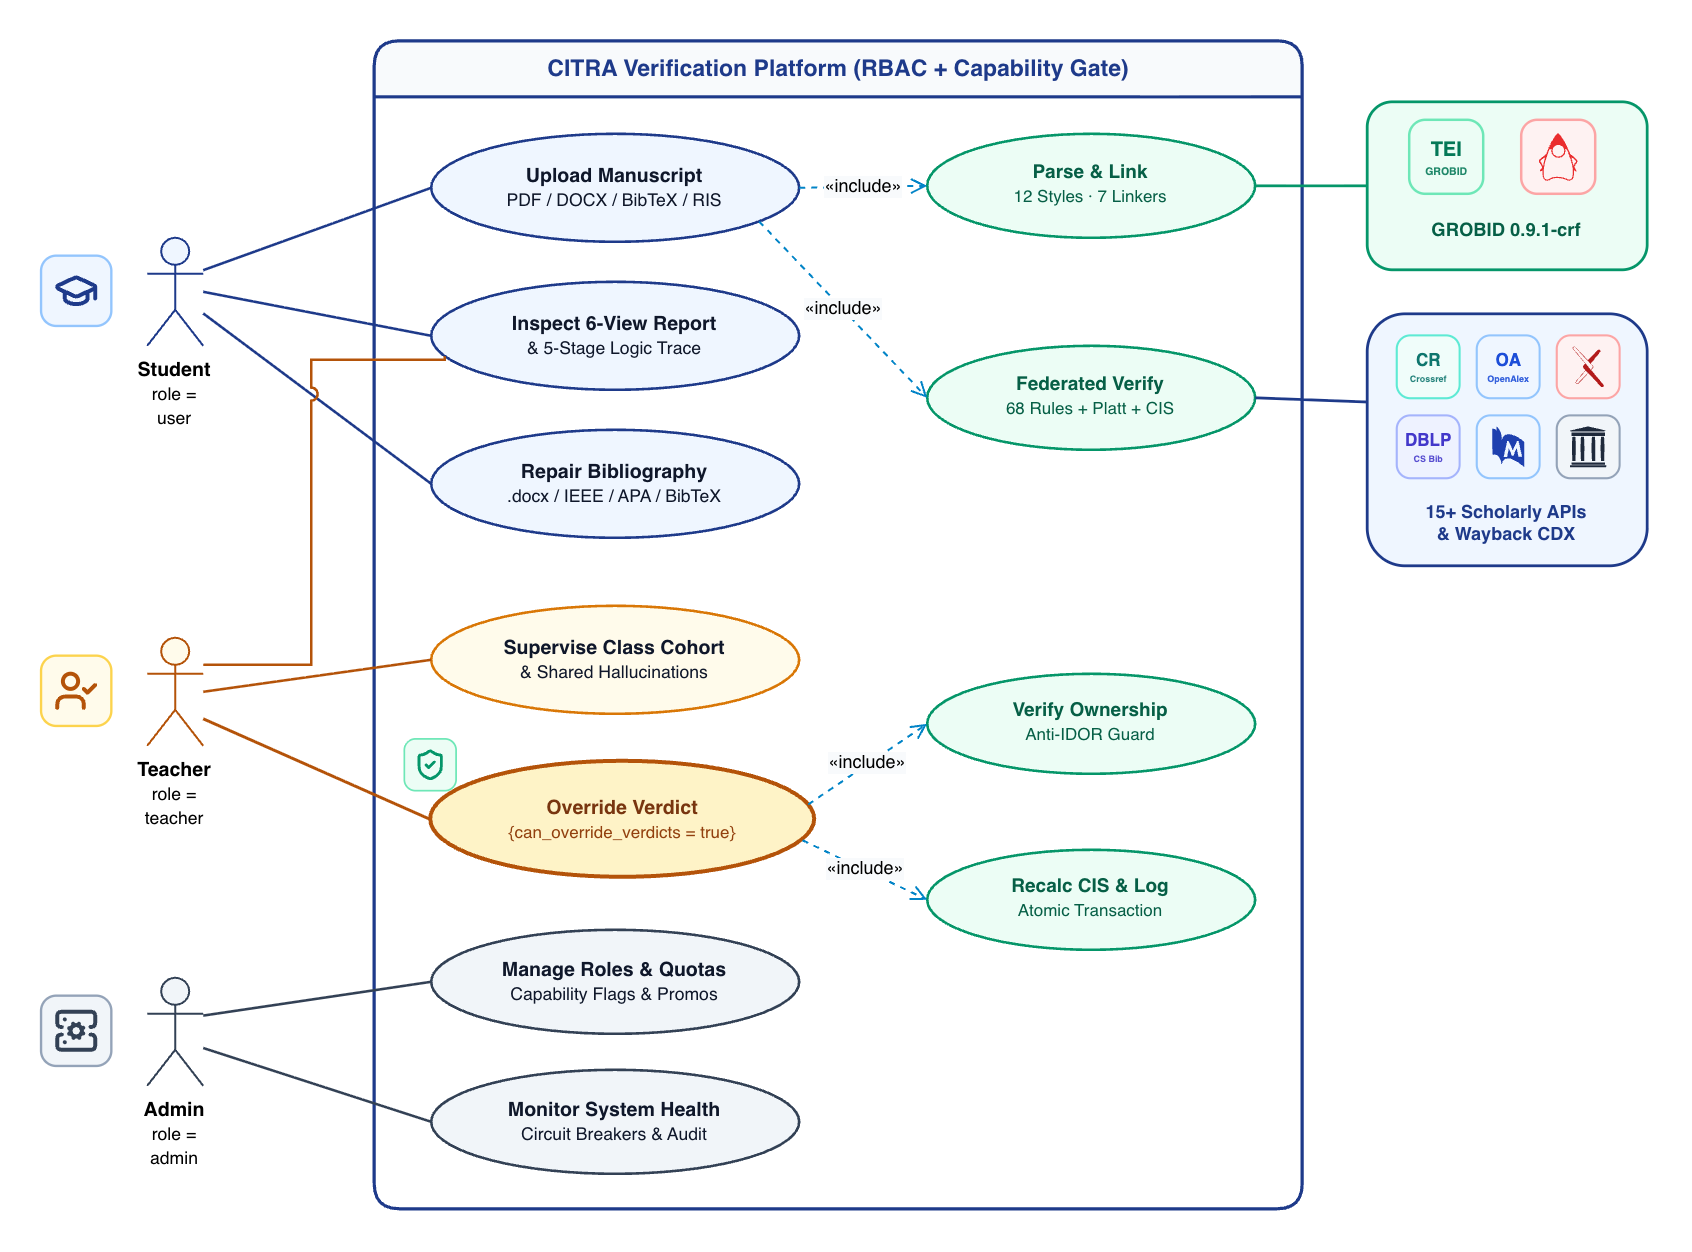 CITRA Verification Platform (RBAC + Capability Gate)
Upload Manuscript
PDF / DOCX / BibTeX / RIS
«include»
Parse & Link
12 Styles · 7 Linkers
TEI
GROBID
GROBID 0.9.1-crf
Student
role =
user
Inspect 6-View Report
& 5-Stage Logic Trace
«include»
Federated Verify
68 Rules + Platt + CIS
CR
Crossref
OA
OpenAlex
DBLP
CS Bib
M
15+ Scholarly APIs
& Wayback CDX
Repair Bibliography
.docx / IEEE / APA / BibTeX
Teacher
role =
teacher
Supervise Class Cohort
& Shared Hallucinations
Override Verdict
{can_override_verdicts = true}
«include»
Verify Ownership
Anti-IDOR Guard
«include»
Recalc CIS & Log
Atomic Transaction
Admin
role =
admin
Manage Roles & Quotas
Capability Flags & Promos
Monitor System Health
Circuit Breakers & Audit